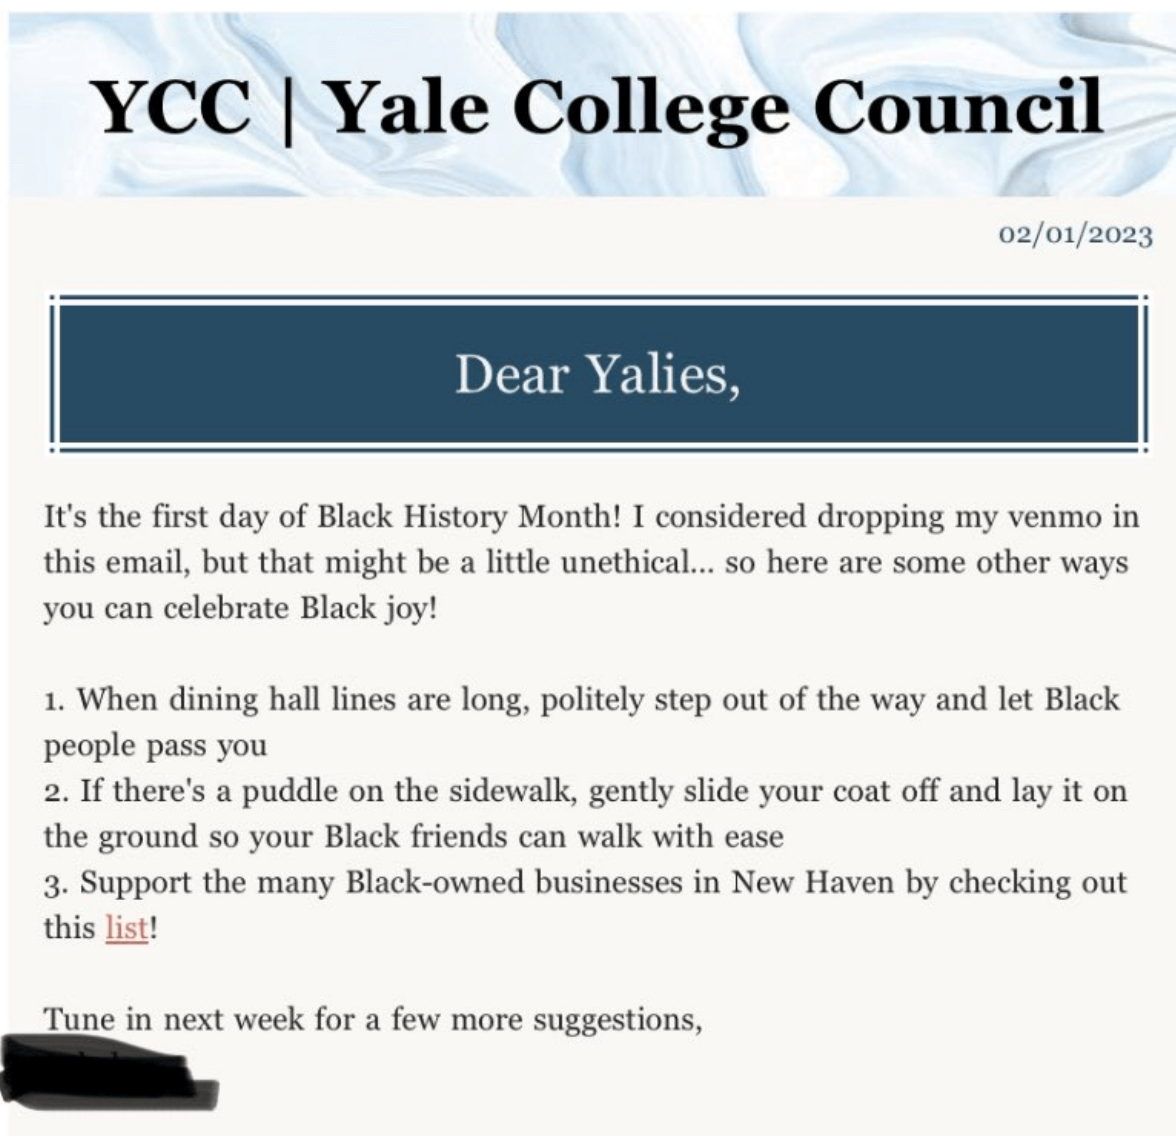 YCC | Yale College Council
02/01/2023
Dear Yalies,
It's the first day of Black History Month! I considered dropping my venmo in
this email, but that might be a little unethical... so here are some other ways
you can celebrate Black joy!
1. When dining hall lines are long, politely step out of the way and let Black
people pass you
2. If there's a puddle on the sidewalk, gently slide your coat off and lay it on
the ground so your Black friends can walk with ease
3. Support the many Black-owned businesses in New Haven by checking out
this list!
Tune in next week for a few more suggestions,